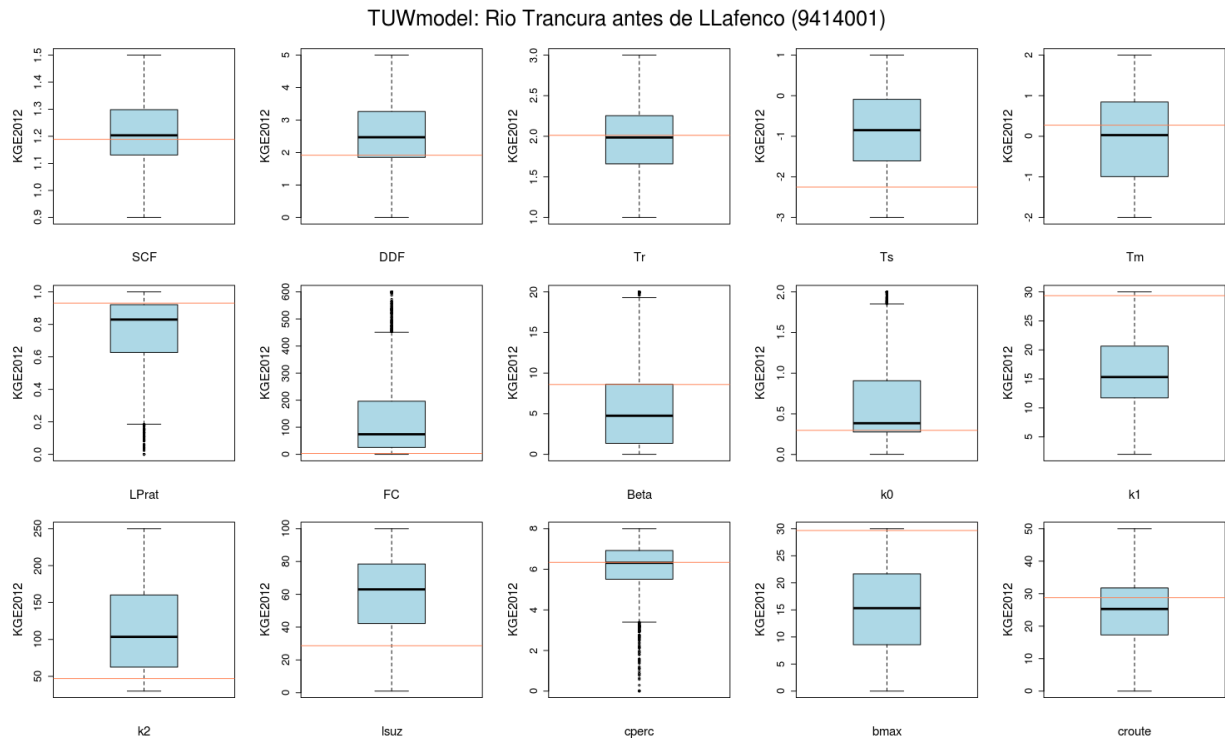 TUWmodel: Rio Trancura antes de LLafenco (9414001)
KGE2012
0.9 1.0 1.1 1.2 1.3 1.4 1.5
SCF
KGE2012
0 1 2 3 4 5
DDF
KGE2012
1.0 1.5 2.0 2.5 3.0
Tr
KGE2012
-3 -2 -1 0 1
Ts
KGE2012
-2 -1 0 1 2
Tm
KGE2012
0.0 0.2 0.4 0.6 0.8 1.0
LPrat
KGE2012
0 100 200 300 400 500 600
FC
KGE2012
0 5 10 15 20
Beta
KGE2012
0.0 0.5 1.0 1.5 2.0
k0
KGE2012
5 10 15 20 25 30
k1
KGE2012
50 100 150 200 250
k2
KGE2012
0 20 40 60 80 100
lsuz
KGE2012
0 2 4 6 8
cperc
KGE2012
0 5 10 15 20 25 30
bmax
KGE2012
0 10 20 30 40 50
croute